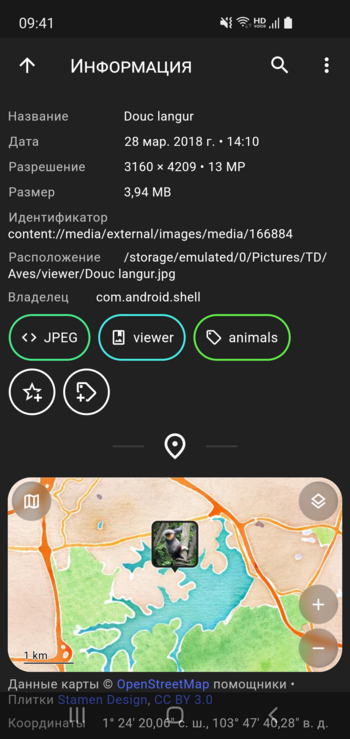 09:41
HD
VOICE
Информация
Название Douc langur
Дата 28 мар. 2018 г. • 14:10
Разрешение 3160 × 4209 • 13 MP
Размер 3,94 MB
Идентификатор
content://media/external/images/media/166884
Расположение /storage/emulated/0/Pictures/TD/
Aves/viewer/Douc langur.jpg
Владелец com.android.shell
JPEG viewer animals
1 km
Данные карты © OpenStreetMap помощники •
Плитки Stamen Design, CC BY 3.0
Координаты 1° 24′ 20,06″ с. ш., 103° 47′ 40,28″ в. д.